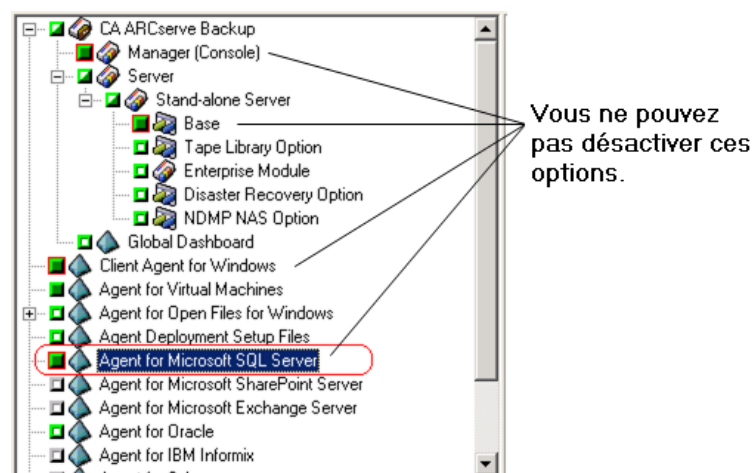 CA ARCserve Backup
Manager (Console)
Server
Stand-alone Server
Base
Tape Library Option
Enterprise Module
Disaster Recovery Option
NDMP NAS Option
Global Dashboard
Client Agent for Windows
Agent for Virtual Machines
Agent for Open Files for Windows
Agent Deployment Setup Files
Agent for Microsoft SQL Server
Agent for Microsoft SharePoint Server
Agent for Microsoft Exchange Server
Agent for Oracle
Agent for IBM Informix
Vous ne pouvez
pas désactiver ces
options.